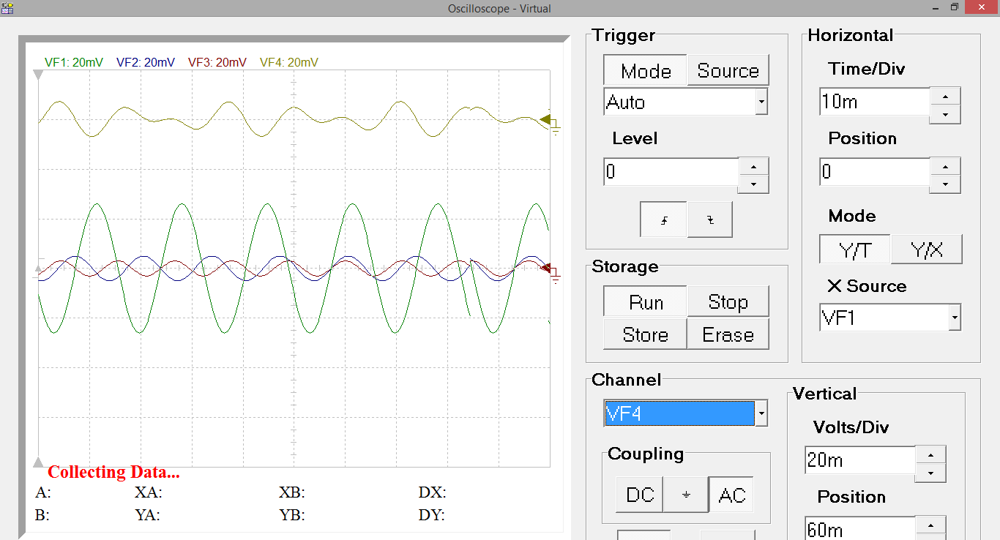 Oscilloscope - Virtual
VF1: 20mV VF2: 20mV VF3: 20mV VF4: 20mV
Collecting Data...
A: XA: XB: DX:
B: YA: YB: DY:
Trigger
Mode Source
Auto
Level
0
Storage
Run Stop
Store Erase
Horizontal
Time/Div
10m
Position
0
Mode
Y/T Y/X
X Source
VF1
Channel
VF4
Coupling
DC AC
Vertical
Volts/Div
20m
Position
60m